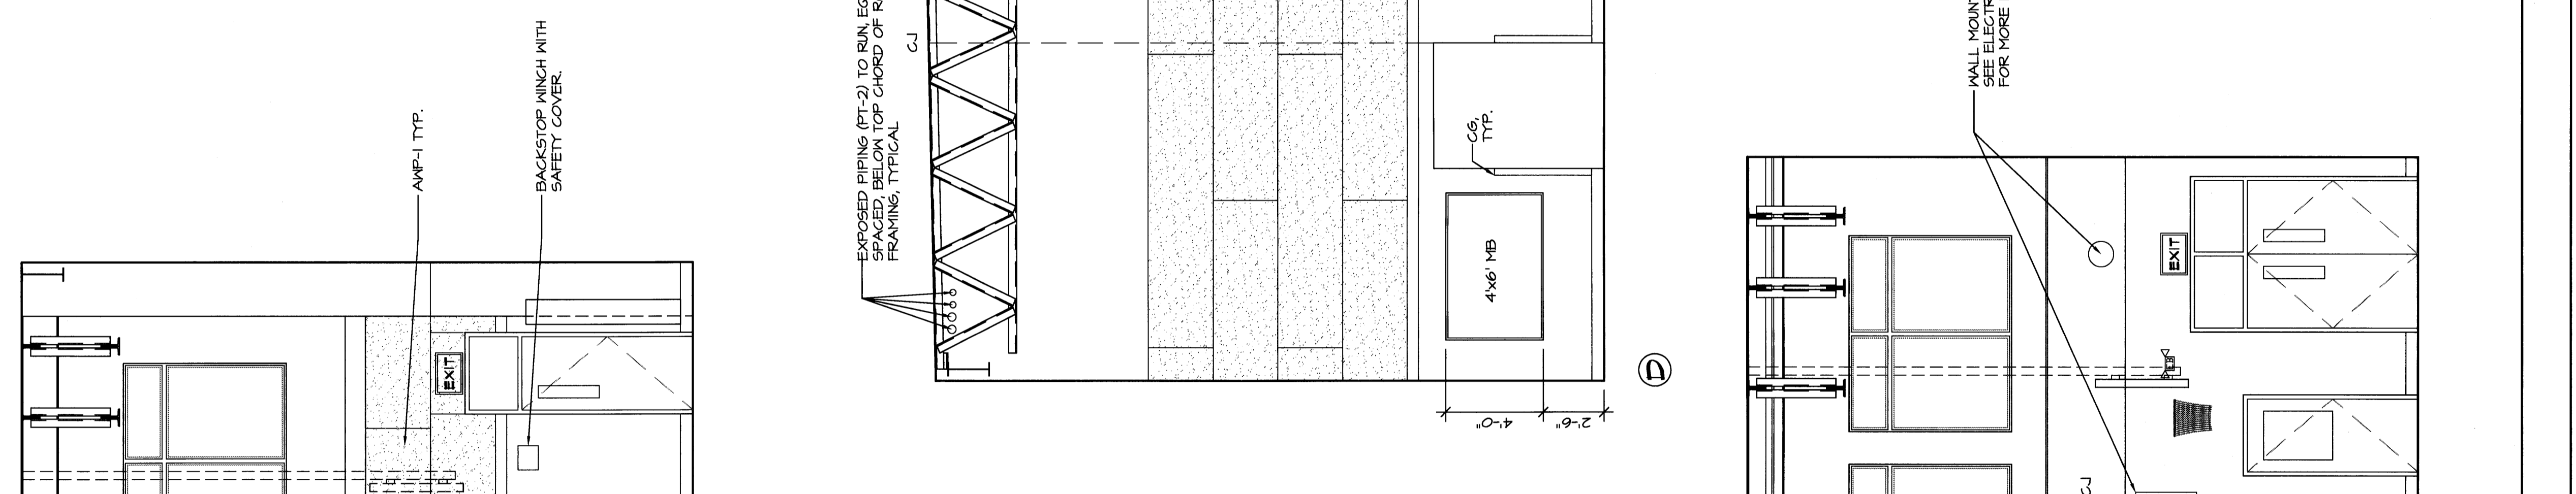 AWP-1 TYP.
BACKSTOP WINCH WITH
SAFETY COVER.
EXIT
EXPOSED PIPING (PT-2) TO RUN,
SPACED, BELOW TOP CHORD OF
FRAMING, TYPICAL
CJ
CG,
TYP.
4'x6' MB
4'-0"
2'-6"
D
WALL MOUNT
SEE ELECTR
FOR MORE
EXIT
CJ